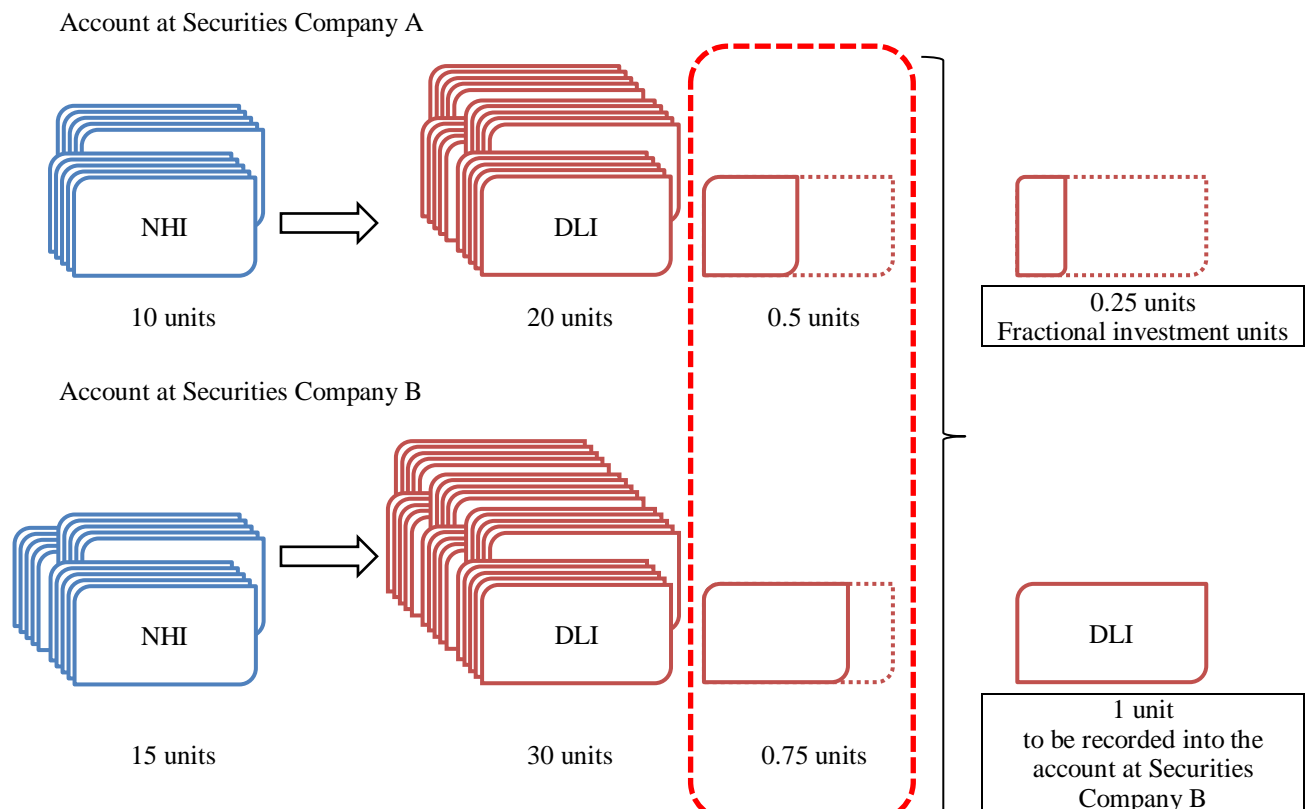 Account at Securities Company A
NHI
DLI
10 units
20 units
0.5 units
0.25 units
Fractional investment units
Account at Securities Company B
NHI
DLI
DLI
15 units
30 units
0.75 units
1 unit
to be recorded into the
account at Securities
Company B